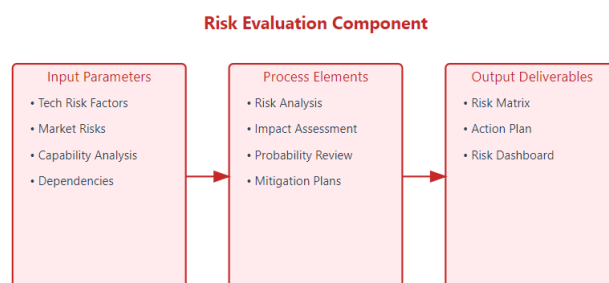 Risk Evaluation Component
Input Parameters
• Tech Risk Factors
• Market Risks
• Capability Analysis
• Dependencies
Process Elements
• Risk Analysis
• Impact Assessment
• Probability Review
• Mitigation Plans
Output Deliverables
• Risk Matrix
• Action Plan
• Risk Dashboard